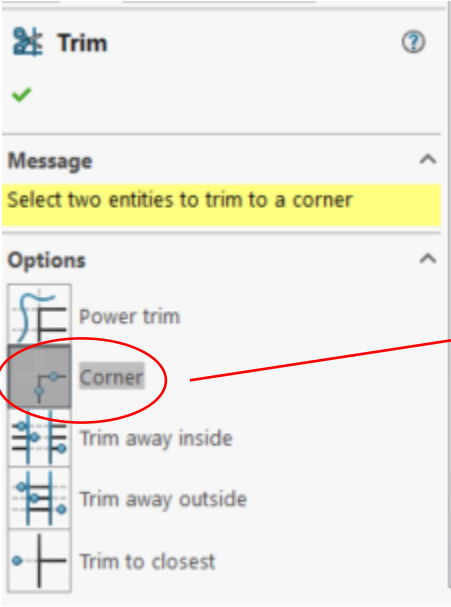 Trim
?
Message
Select two entities to trim to a corner
Options
Power trim
Corner
Trim away inside
Trim away outside
Trim to closest